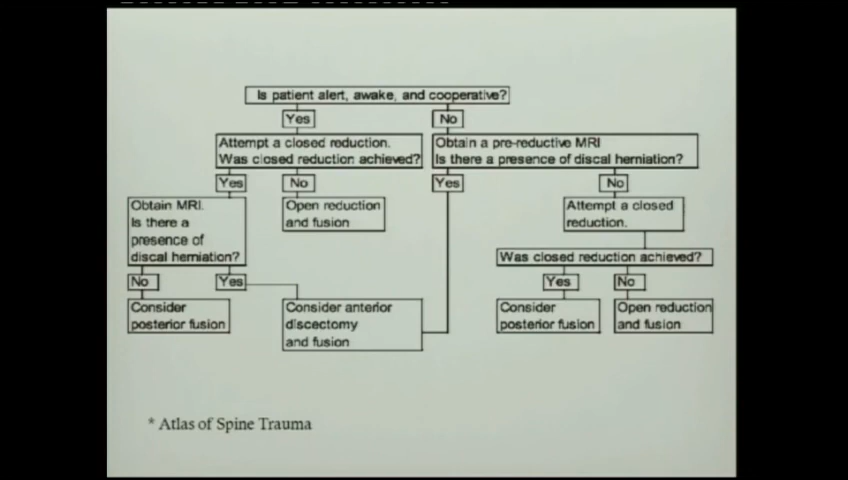 Is patient alert, awake, and cooperative?
Yes
No
Attempt a closed reduction.
Was closed reduction achieved?
Obtain a pre-reductive MRI
Is there a presence of discal herniation?
Yes
No
Yes
No
Obtain MRI.
Is there a
presence of
discal herniation?
Open reduction
and fusion
Attempt a closed
reduction.
Was closed reduction achieved?
No
Yes
Yes
No
Consider
posterior fusion
Consider anterior
discectomy
and fusion
Consider
posterior fusion
Open reduction
and fusion
* Atlas of Spine Trauma